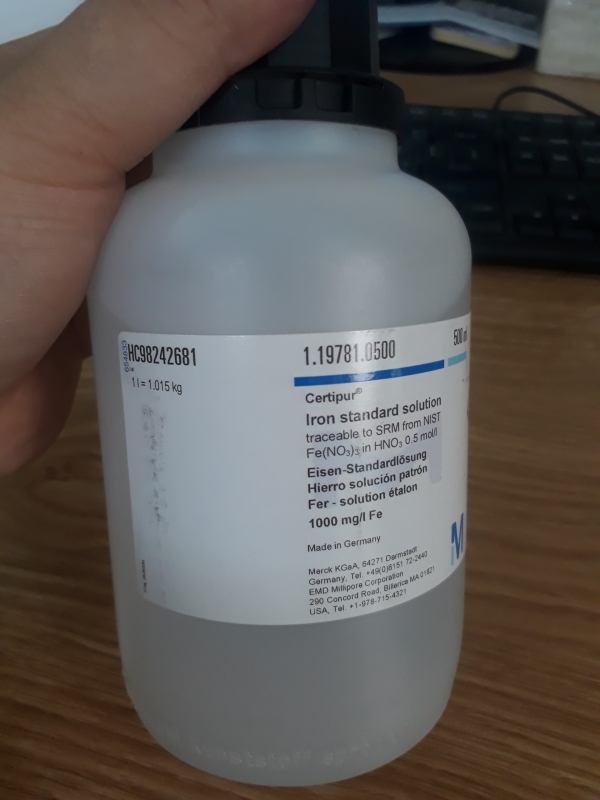 HC98242681
1 l = 1.015 kg
1.19781.0500
500 ml
Certipur®
Iron standard solution
traceable to SRM from NIST
Fe(NO₃)₃ in HNO₃ 0.5 mol/l
Eisen-Standardlösung
Hierro solución patrón
Fer - solution étalon
1000 mg/l Fe
Made in Germany
Merck KGaA, 64271 Darmstadt
Germany, Tel. +49(0)6151 72-2440
EMD Millipore Corporation
290 Concord Road, Billerica MA 01821
USA, Tel. +1-978-715-4321
M